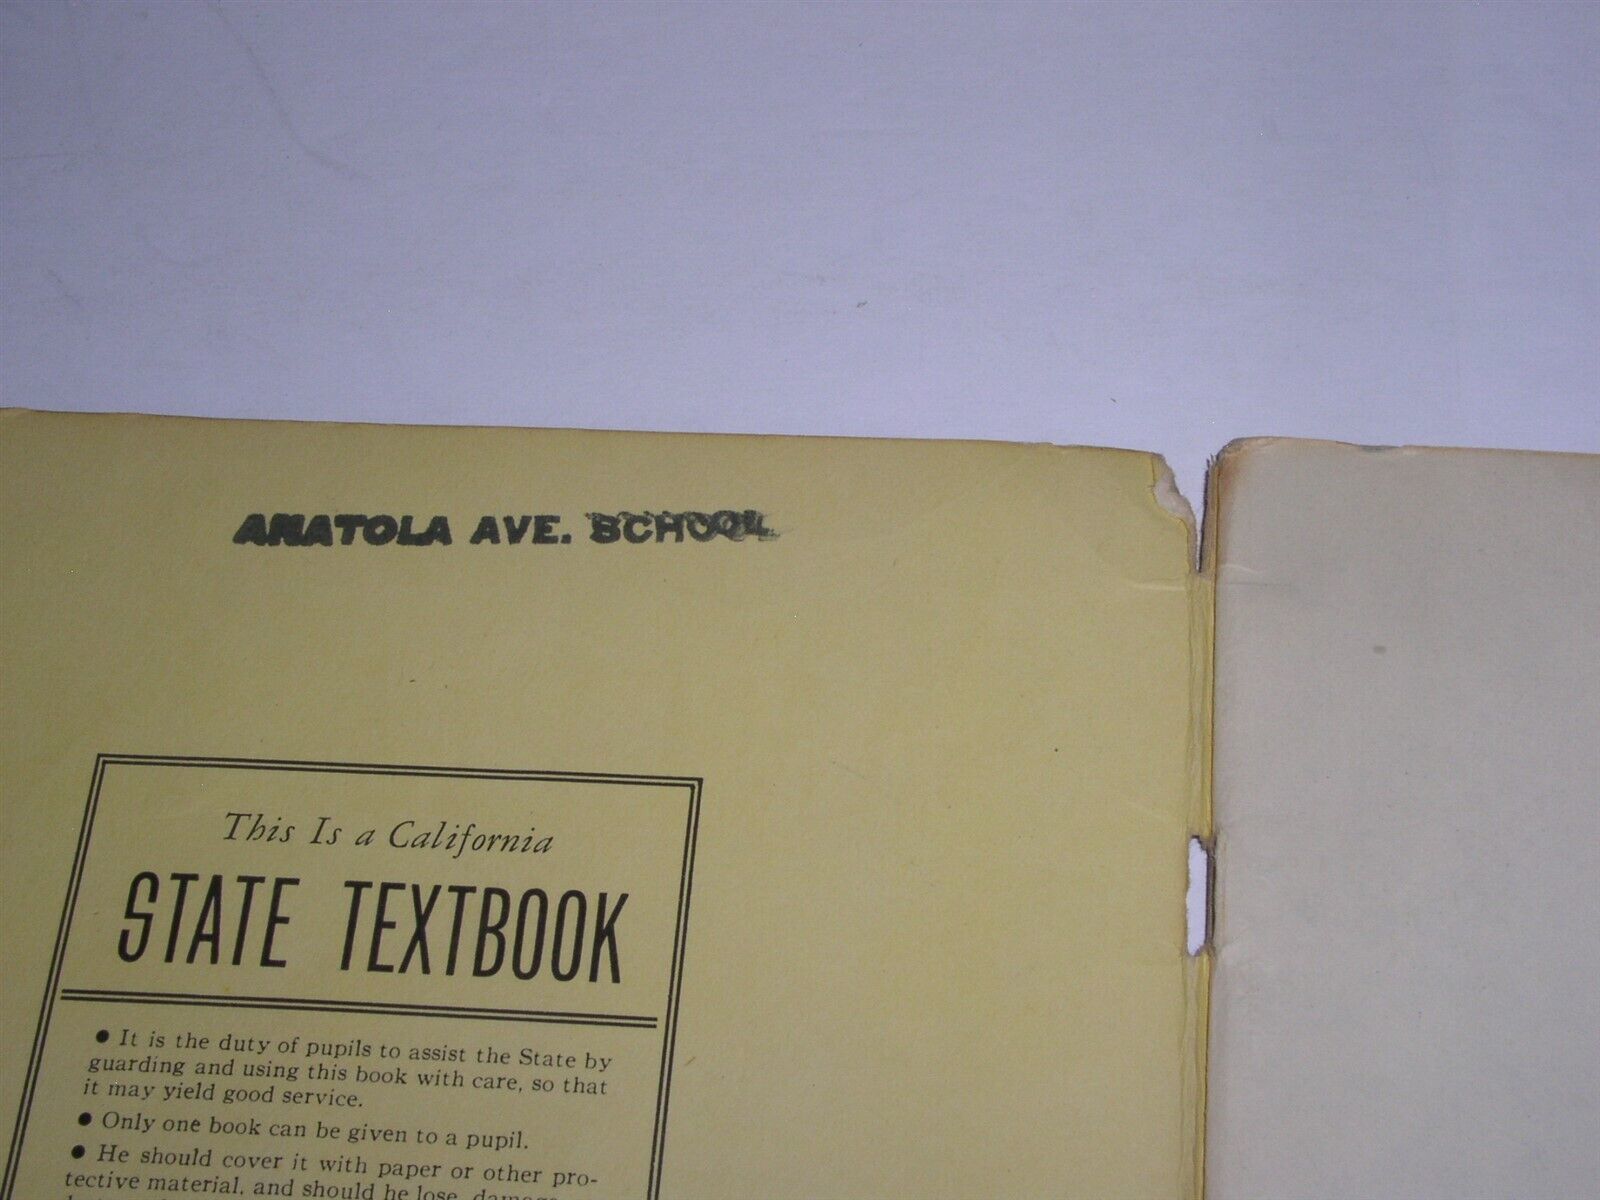 ANATOLA AVE. SCHOOL
This Is a California
STATE TEXTBOOK
● It is the duty of pupils to assist the State by
guarding and using this book with care, so that
it may yield good service.
● Only one book can be given to a pupil.
● He should cover it with paper or other pro-
tective material, and should he lose, damage